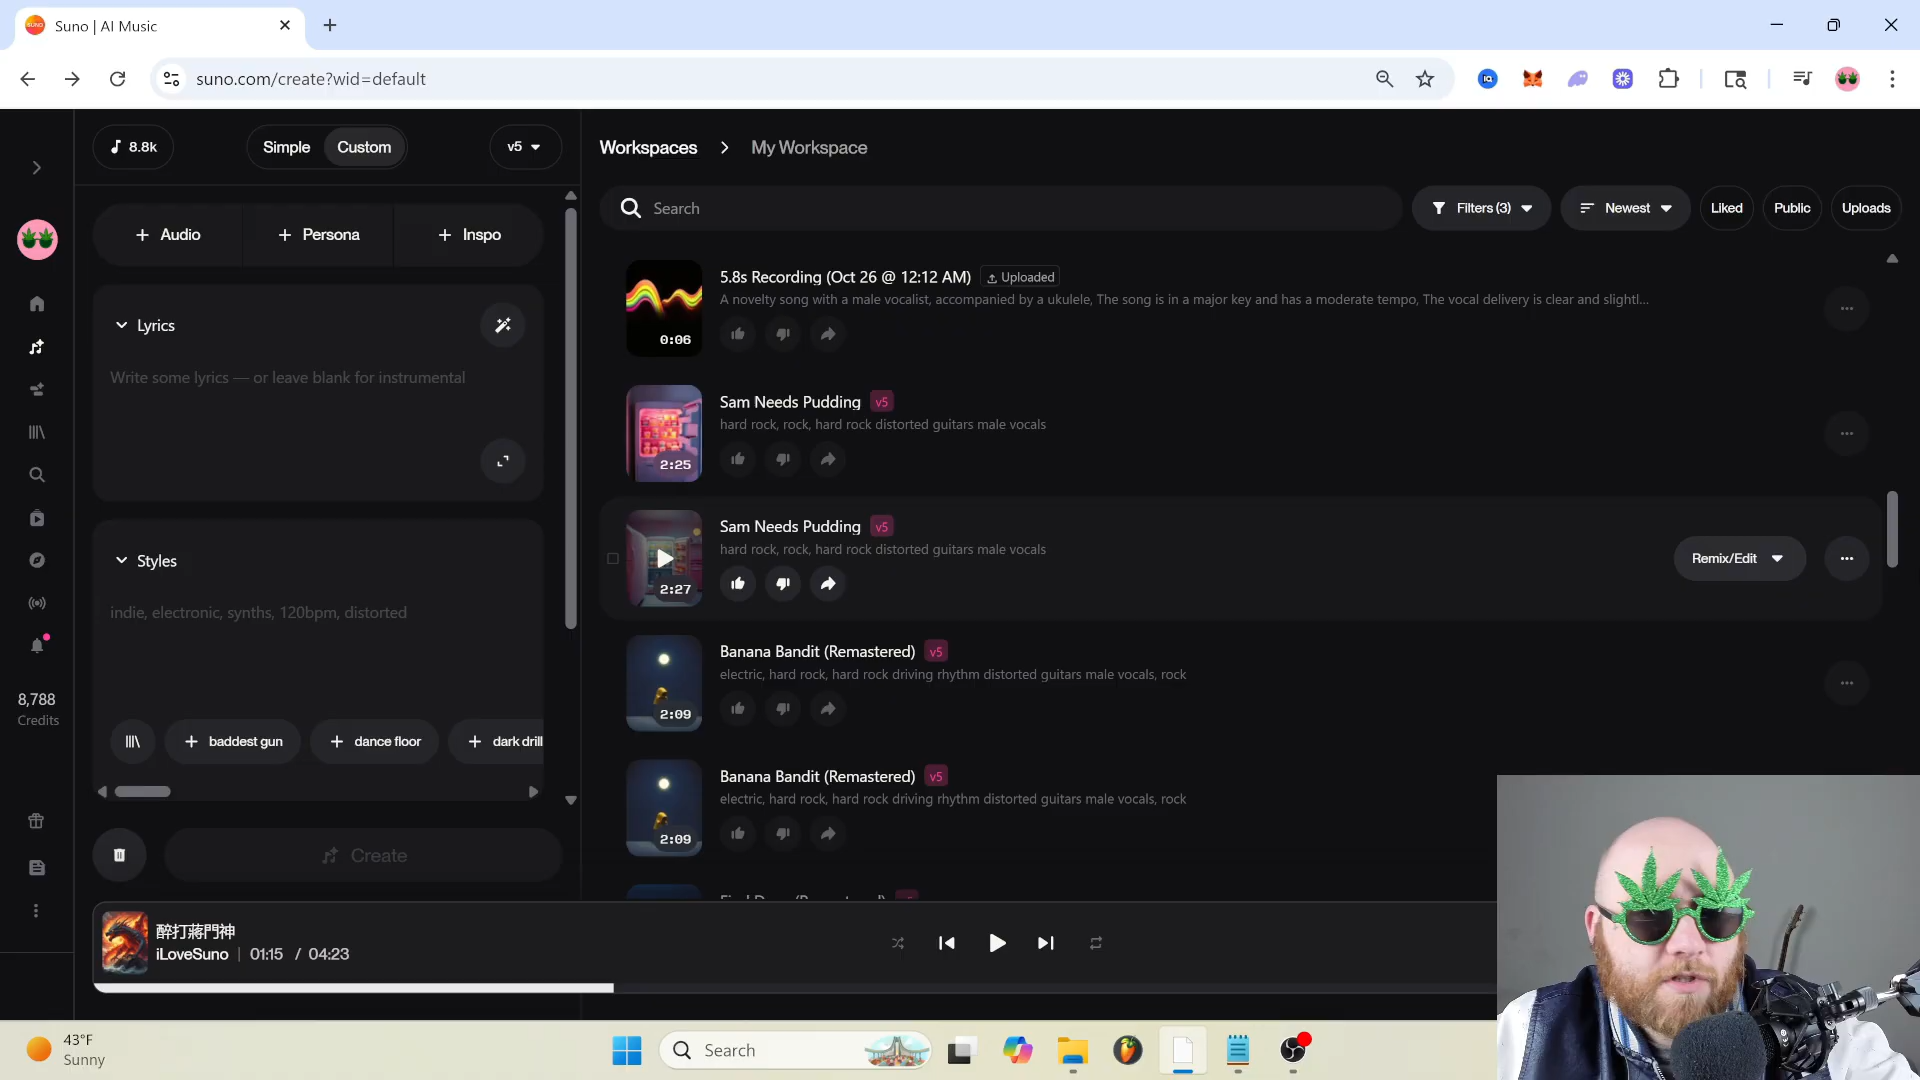 Suno | AI Music
suno.com/create?wid=default
8.8k
Simple
Custom
v5
Workspaces
My Workspace
Search
Filters (3)
Newest
Liked
Public
Uploads
Audio
Persona
Inspo
Lyrics
Write some lyrics — or leave blank for instrumental
Styles
indie, electronic, synths, 120bpm, distorted
baddest gun
dance floor
dark drill
Create
8,788
Credits
5.8s Recording (Oct 26 @ 12:12 AM)
Uploaded
A novelty song with a male vocalist, accompanied by a ukulele, The song is in a major key and has a moderate tempo, The vocal delivery is clear and slightl...
0:06
Sam Needs Pudding v5
hard rock, rock, hard rock distorted guitars male vocals
2:25
Sam Needs Pudding v5
hard rock, rock, hard rock distorted guitars male vocals
2:27
Remix/Edit
Banana Bandit (Remastered) v5
electric, hard rock, hard rock driving rhythm distorted guitars male vocals, rock
2:09
Banana Bandit (Remastered) v5
electric, hard rock, hard rock driving rhythm distorted guitars male vocals, rock
2:09
醉打蔣門神
iLoveSuno | 01:15 / 04:23
43°F
Sunny
Search